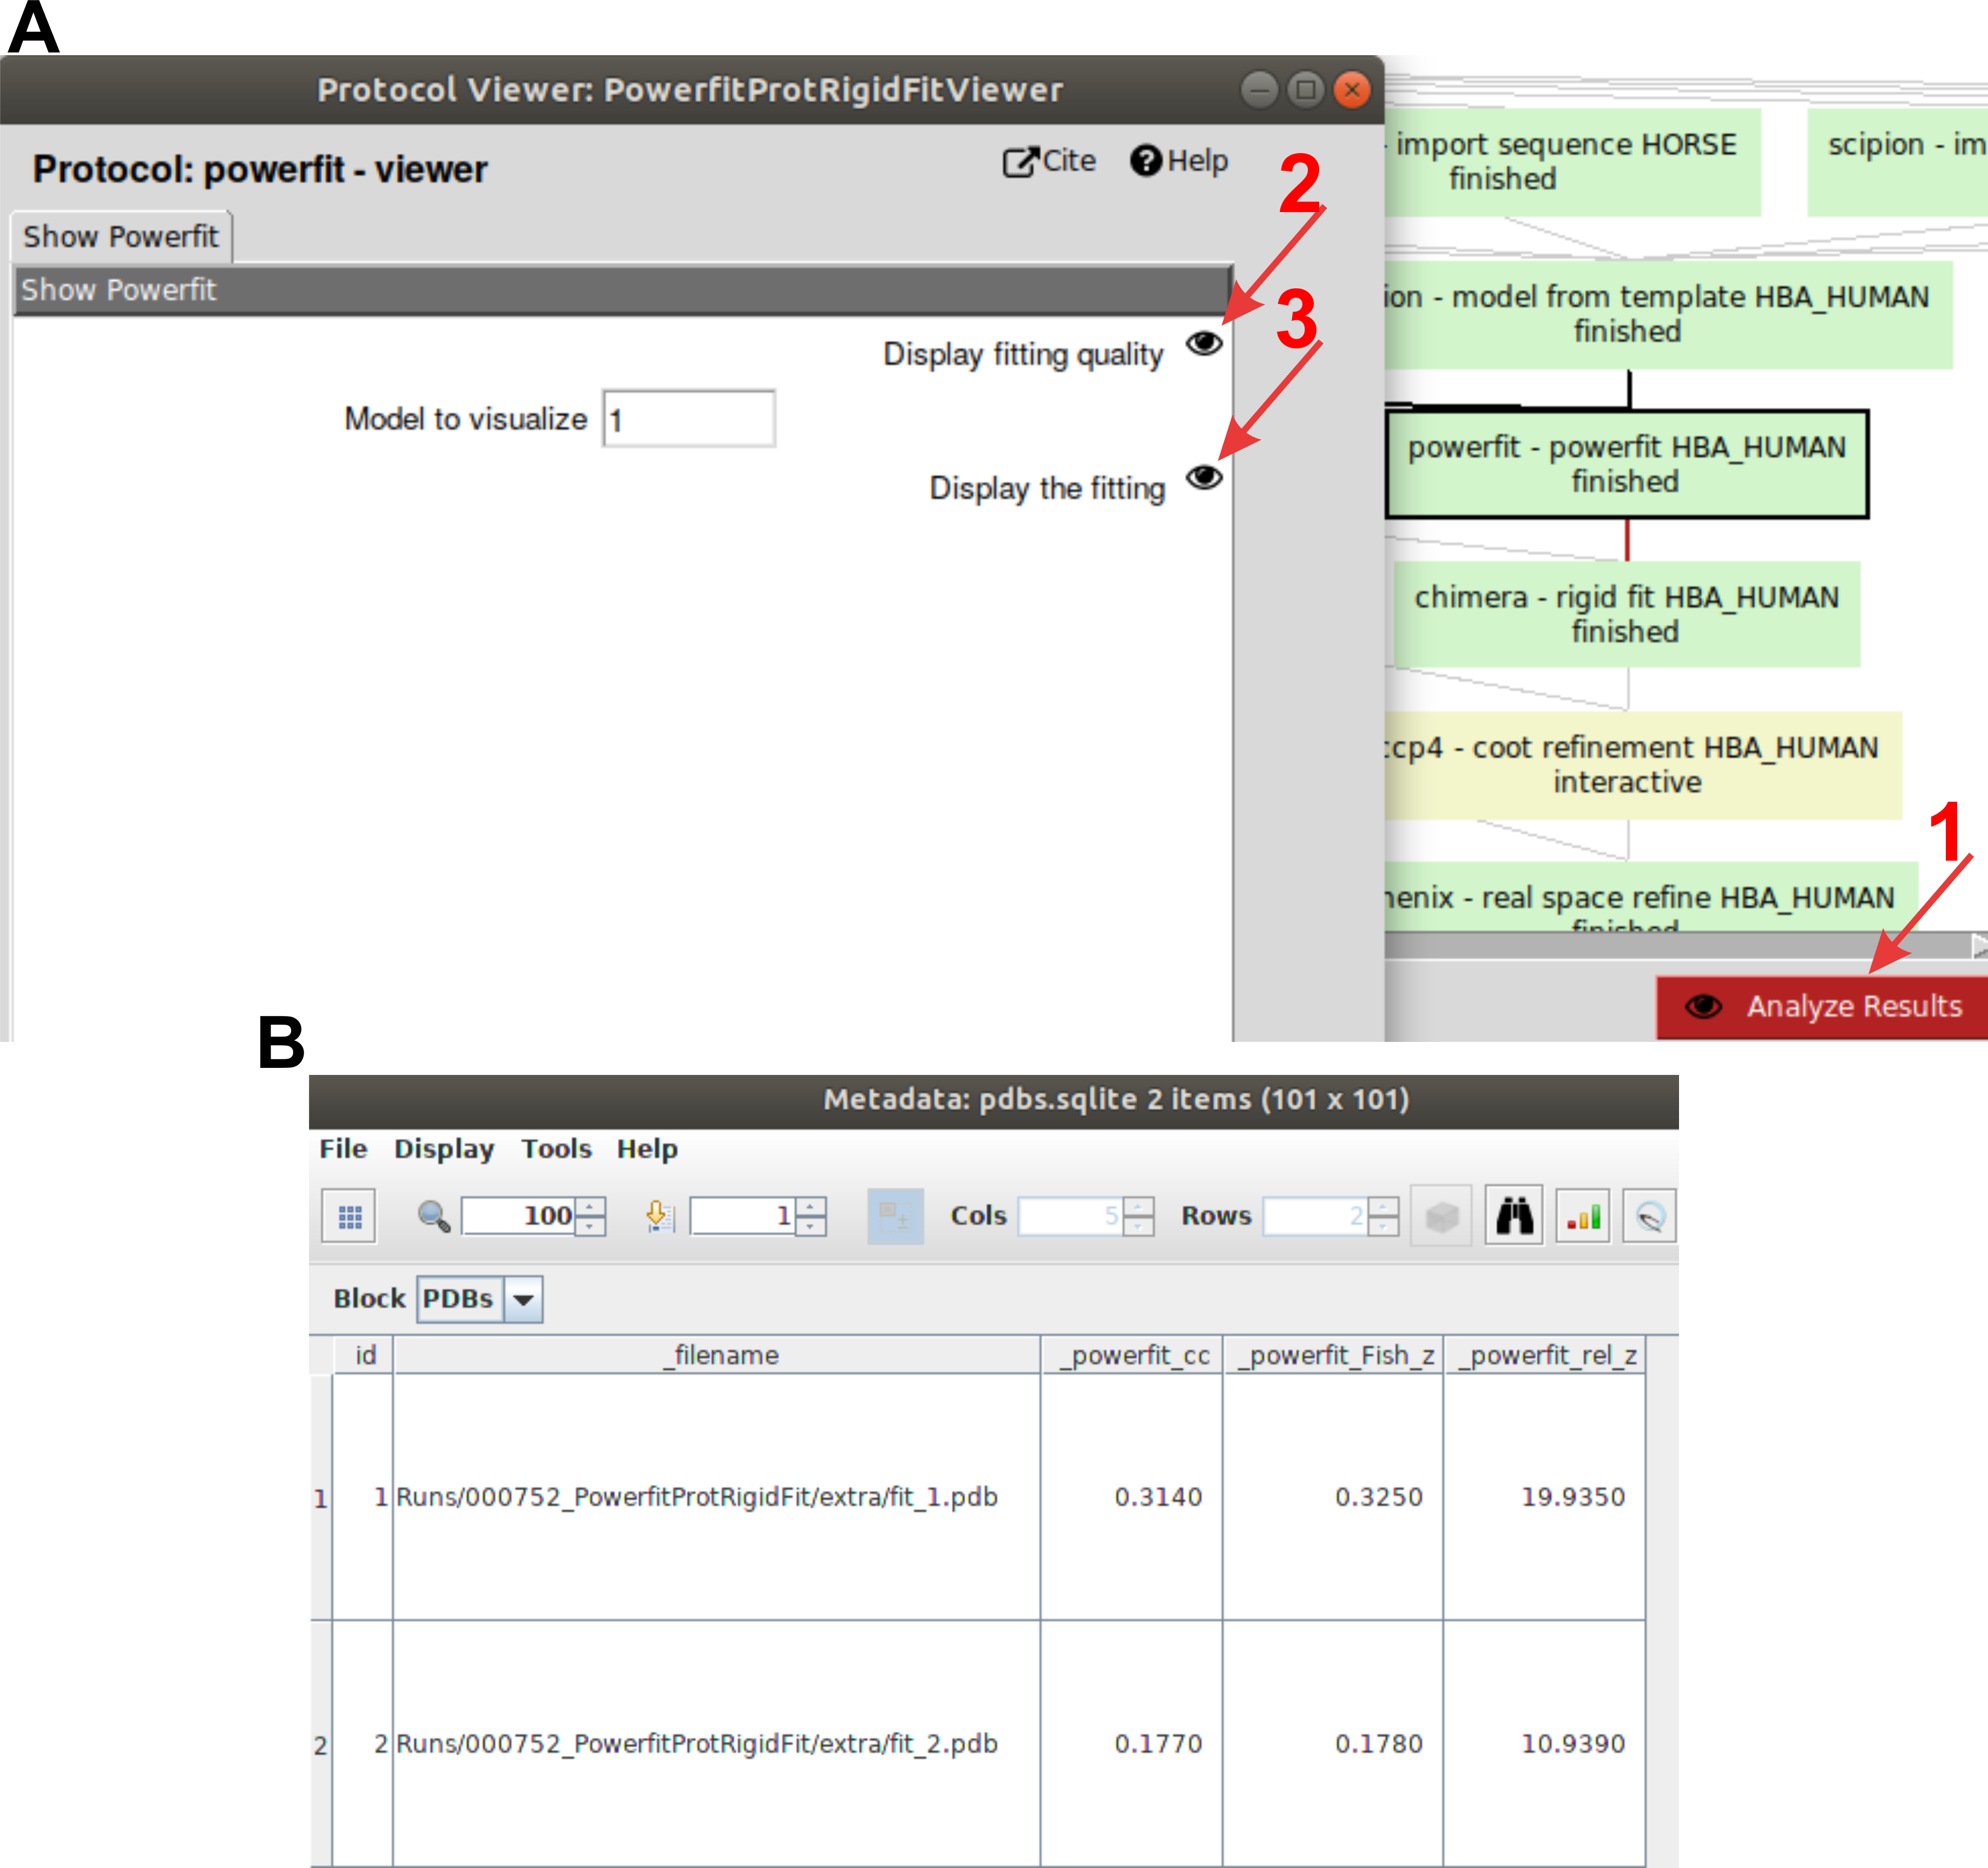 A
Protocol Viewer: PowerfitProtRigidFitViewer
Protocol: powerfit - viewer
Cite
Help
Show Powerfit
Show Powerfit
2
3
Display fitting quality
Model to visualize 1
Display the fitting
- import sequence HORSE
finished
scipion - im
ion - model from template HBA_HUMAN
finished
powerfit - powerfit HBA_HUMAN
finished
chimera - rigid fit HBA_HUMAN
finished
ccp4 - coot refinement HBA_HUMAN
interactive
henix - real space refine HBA_HUMAN
finished
1
Analyze Results
B
Metadata: pdbs.sqlite 2 items (101 x 101)
File Display Tools Help
100 1 Cols 5 Rows 2
Block PDBs
id _filename _powerfit_cc _powerfit_Fish_z _powerfit_rel_z
1 1 Runs/000752_PowerfitProtRigidFit/extra/fit_1.pdb 0.3140 0.3250 19.9350
2 2 Runs/000752_PowerfitProtRigidFit/extra/fit_2.pdb 0.1770 0.1780 10.9390